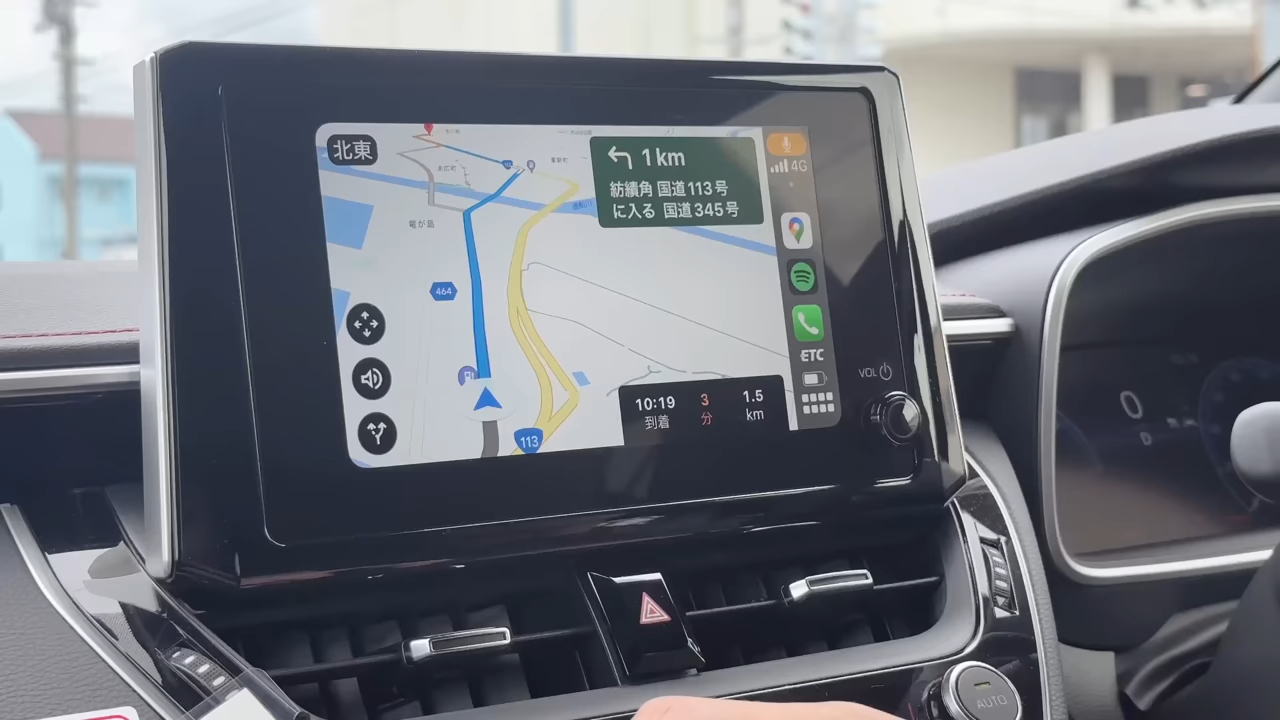 北東
1 km
紡績角 国道113号
に入る 国道345号
4G
竜が島
464
113
10:19
到着
3
分
1.5
km
ETC
VOL
0
D
AUTO